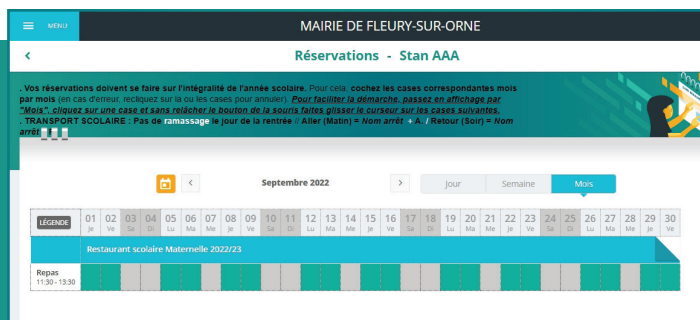 MENU
MAIRIE DE FLEURY-SUR-ORNE
Réservations - Stan AAA
. Vos réservations doivent se faire sur l'intégralité de l'année scolaire. Pour cela, cochez les cases correspondantes mois
par mois (en cas d'erreur, recliquez sur la ou les cases pour annuler). Pour faciliter la démarche, passez en affichage par
"Mois", cliquez sur une case et sans relâcher le bouton de la souris faites glisser le curseur sur les cases suivantes.
. TRANSPORT SCOLAIRE : Pas de ramassage le jour de la rentrée // Aller (Matin) = Nom arrêt + A. / Retour (Soir) = Nom
arrêt
Septembre 2022
Jour Semaine Mois
LÉGENDE 01 02 03 04 05 06 07 08 09 10 11 12 13 14 15 16 17 18 19 20 21 22 23 24 25 26 27 28 29 30
Je Ve Sa Di Lu Ma Me Je Ve Sa Di Lu Ma Me Je Ve Sa Di Lu Ma Me Je Ve Sa Di Lu Ma Me Je Ve
Restaurant scolaire Maternelle 2022/23
Repas
11:30 - 13:30